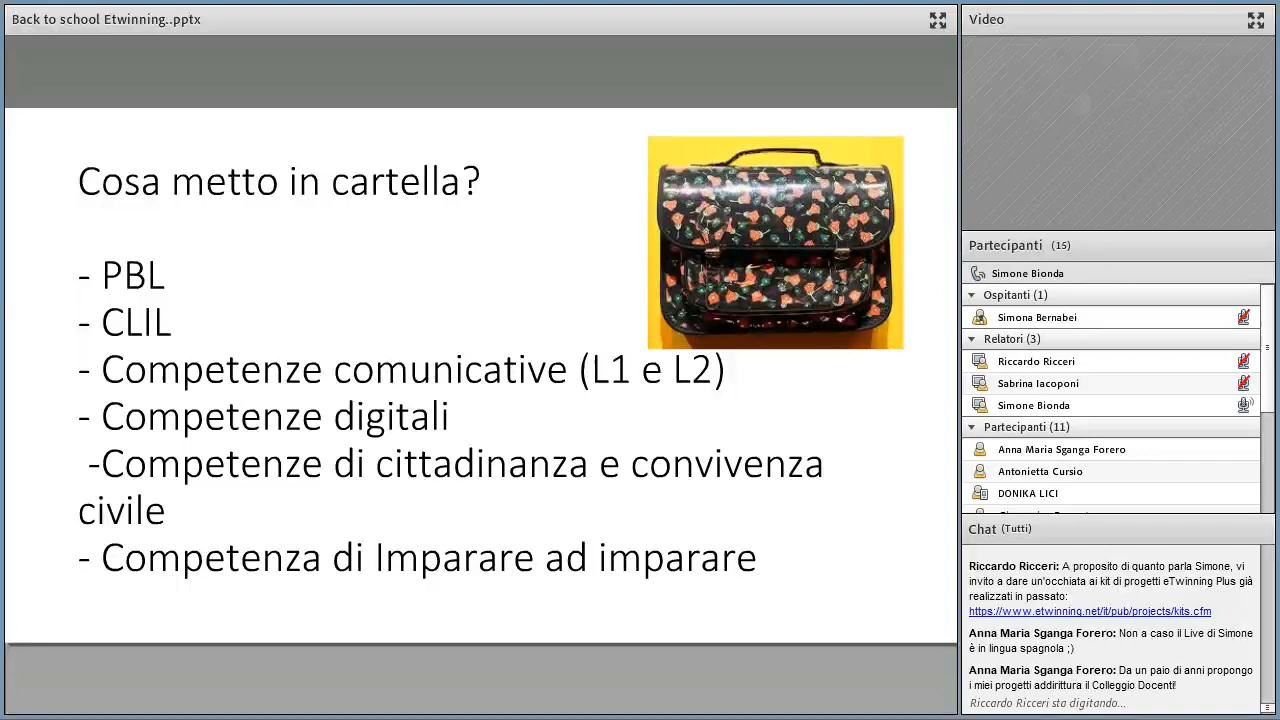 Back to school Etwinning..pptx
Cosa metto in cartella?
- PBL
- CLIL
- Competenze comunicative (L1 e L2)
- Competenze digitali
-Competenze di cittadinanza e convivenza
civile
- Competenza di Imparare ad imparare
Video
Partecipanti (15)
Simone Bionda
Ospitanti (1)
Simona Bernabei
Relatori (3)
Riccardo Ricceri
Sabrina Iacoponi
Simone Bionda
Partecipanti (11)
Anna Maria Sganga Forero
Antonietta Cursio
DONIKA LICI
Chat (Tutti)
Riccardo Ricceri: A proposito di quanto parla Simone, vi
invito a dare un'occhiata ai kit di progetti eTwinning Plus già
realizzati in passato:
https://www.etwinning.net/it/pub/projects/kits.cfm
Anna Maria Sganga Forero: Non a caso il Live di Simone
è in lingua spagnola ;)
Anna Maria Sganga Forero: Da un paio di anni propongo
i miei progetti addirittura il Colleggio Docenti!
Riccardo Ricceri sta digitando...